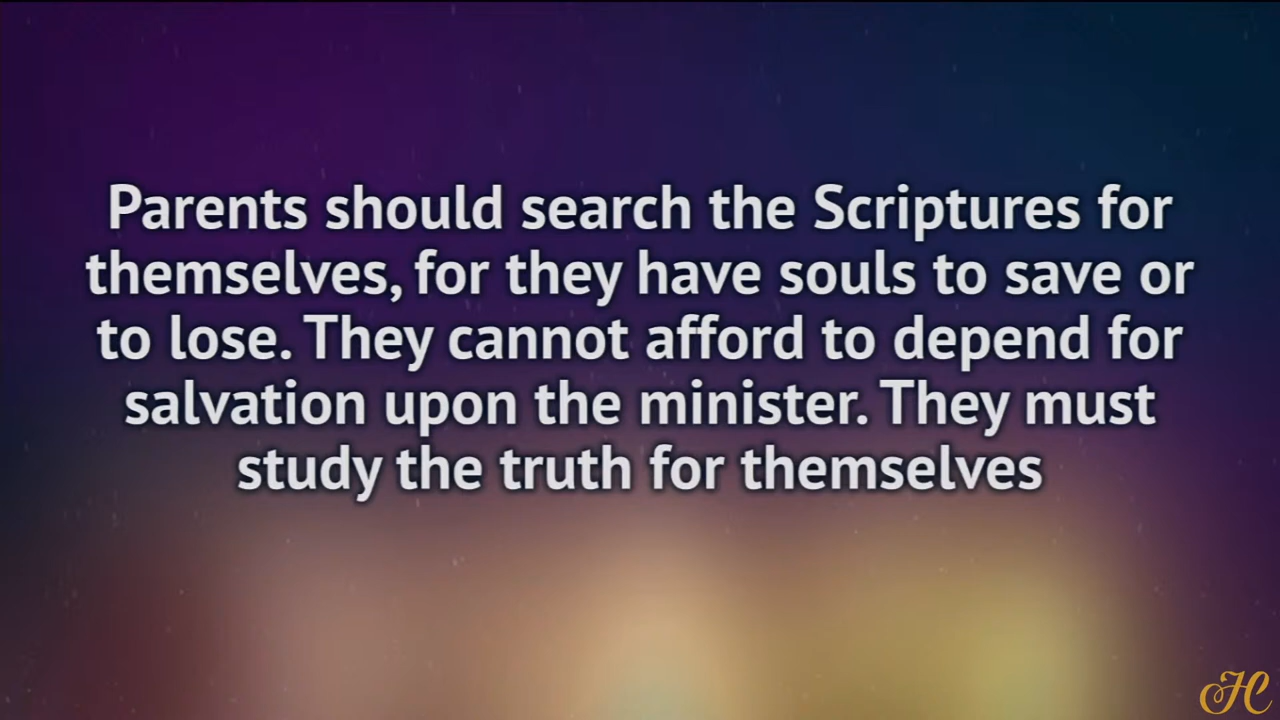 Parents should search the Scriptures for
themselves, for they have souls to save or
to lose. They cannot afford to depend for
salvation upon the minister. They must
study the truth for themselves
HC